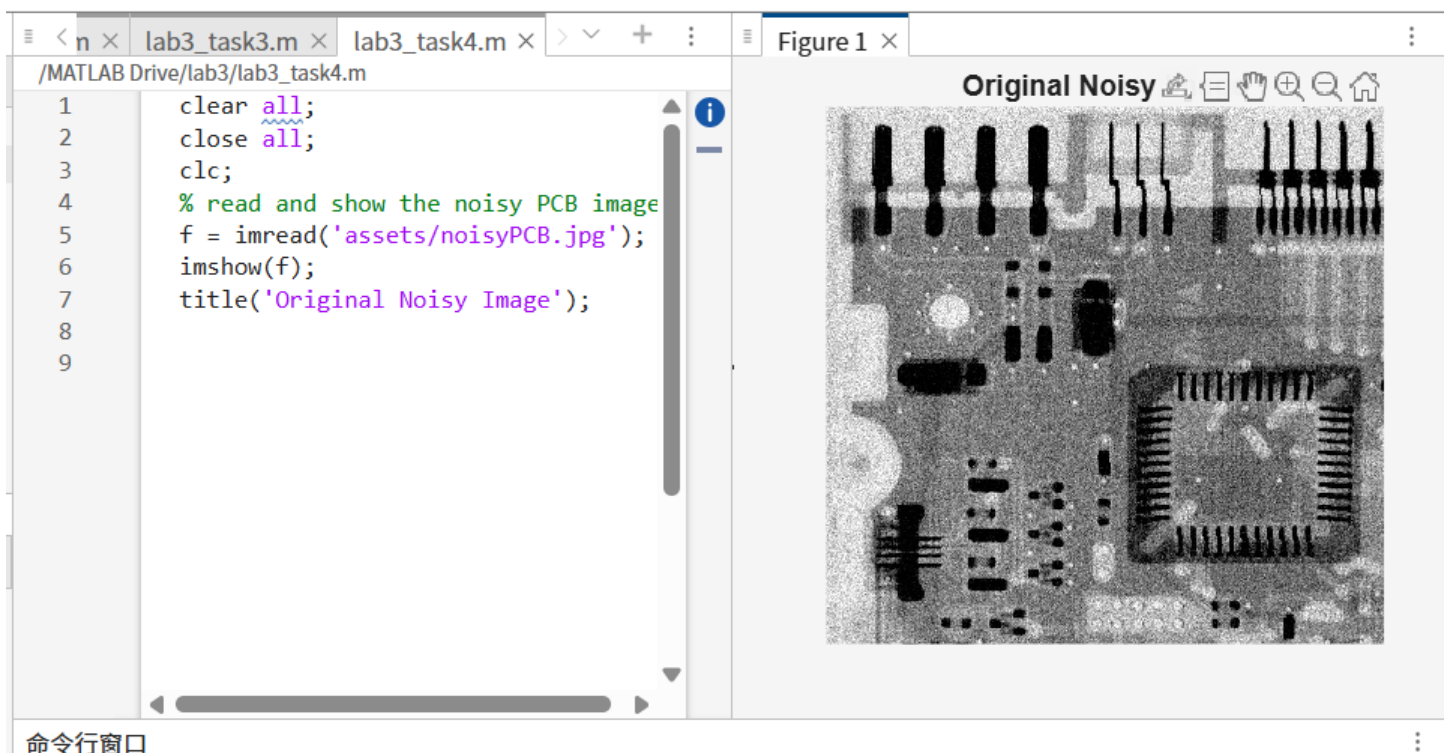 n × lab3_task3.m × lab3_task4.m ×
/MATLAB Drive/lab3/lab3_task4.m
1 clear all;
2 close all;
3 clc;
4 % read and show the noisy PCB image
5 f = imread('assets/noisyPCB.jpg');
6 imshow(f);
7 title('Original Noisy Image');
8
9
Figure 1 ×
Original Noisy
命令行窗口